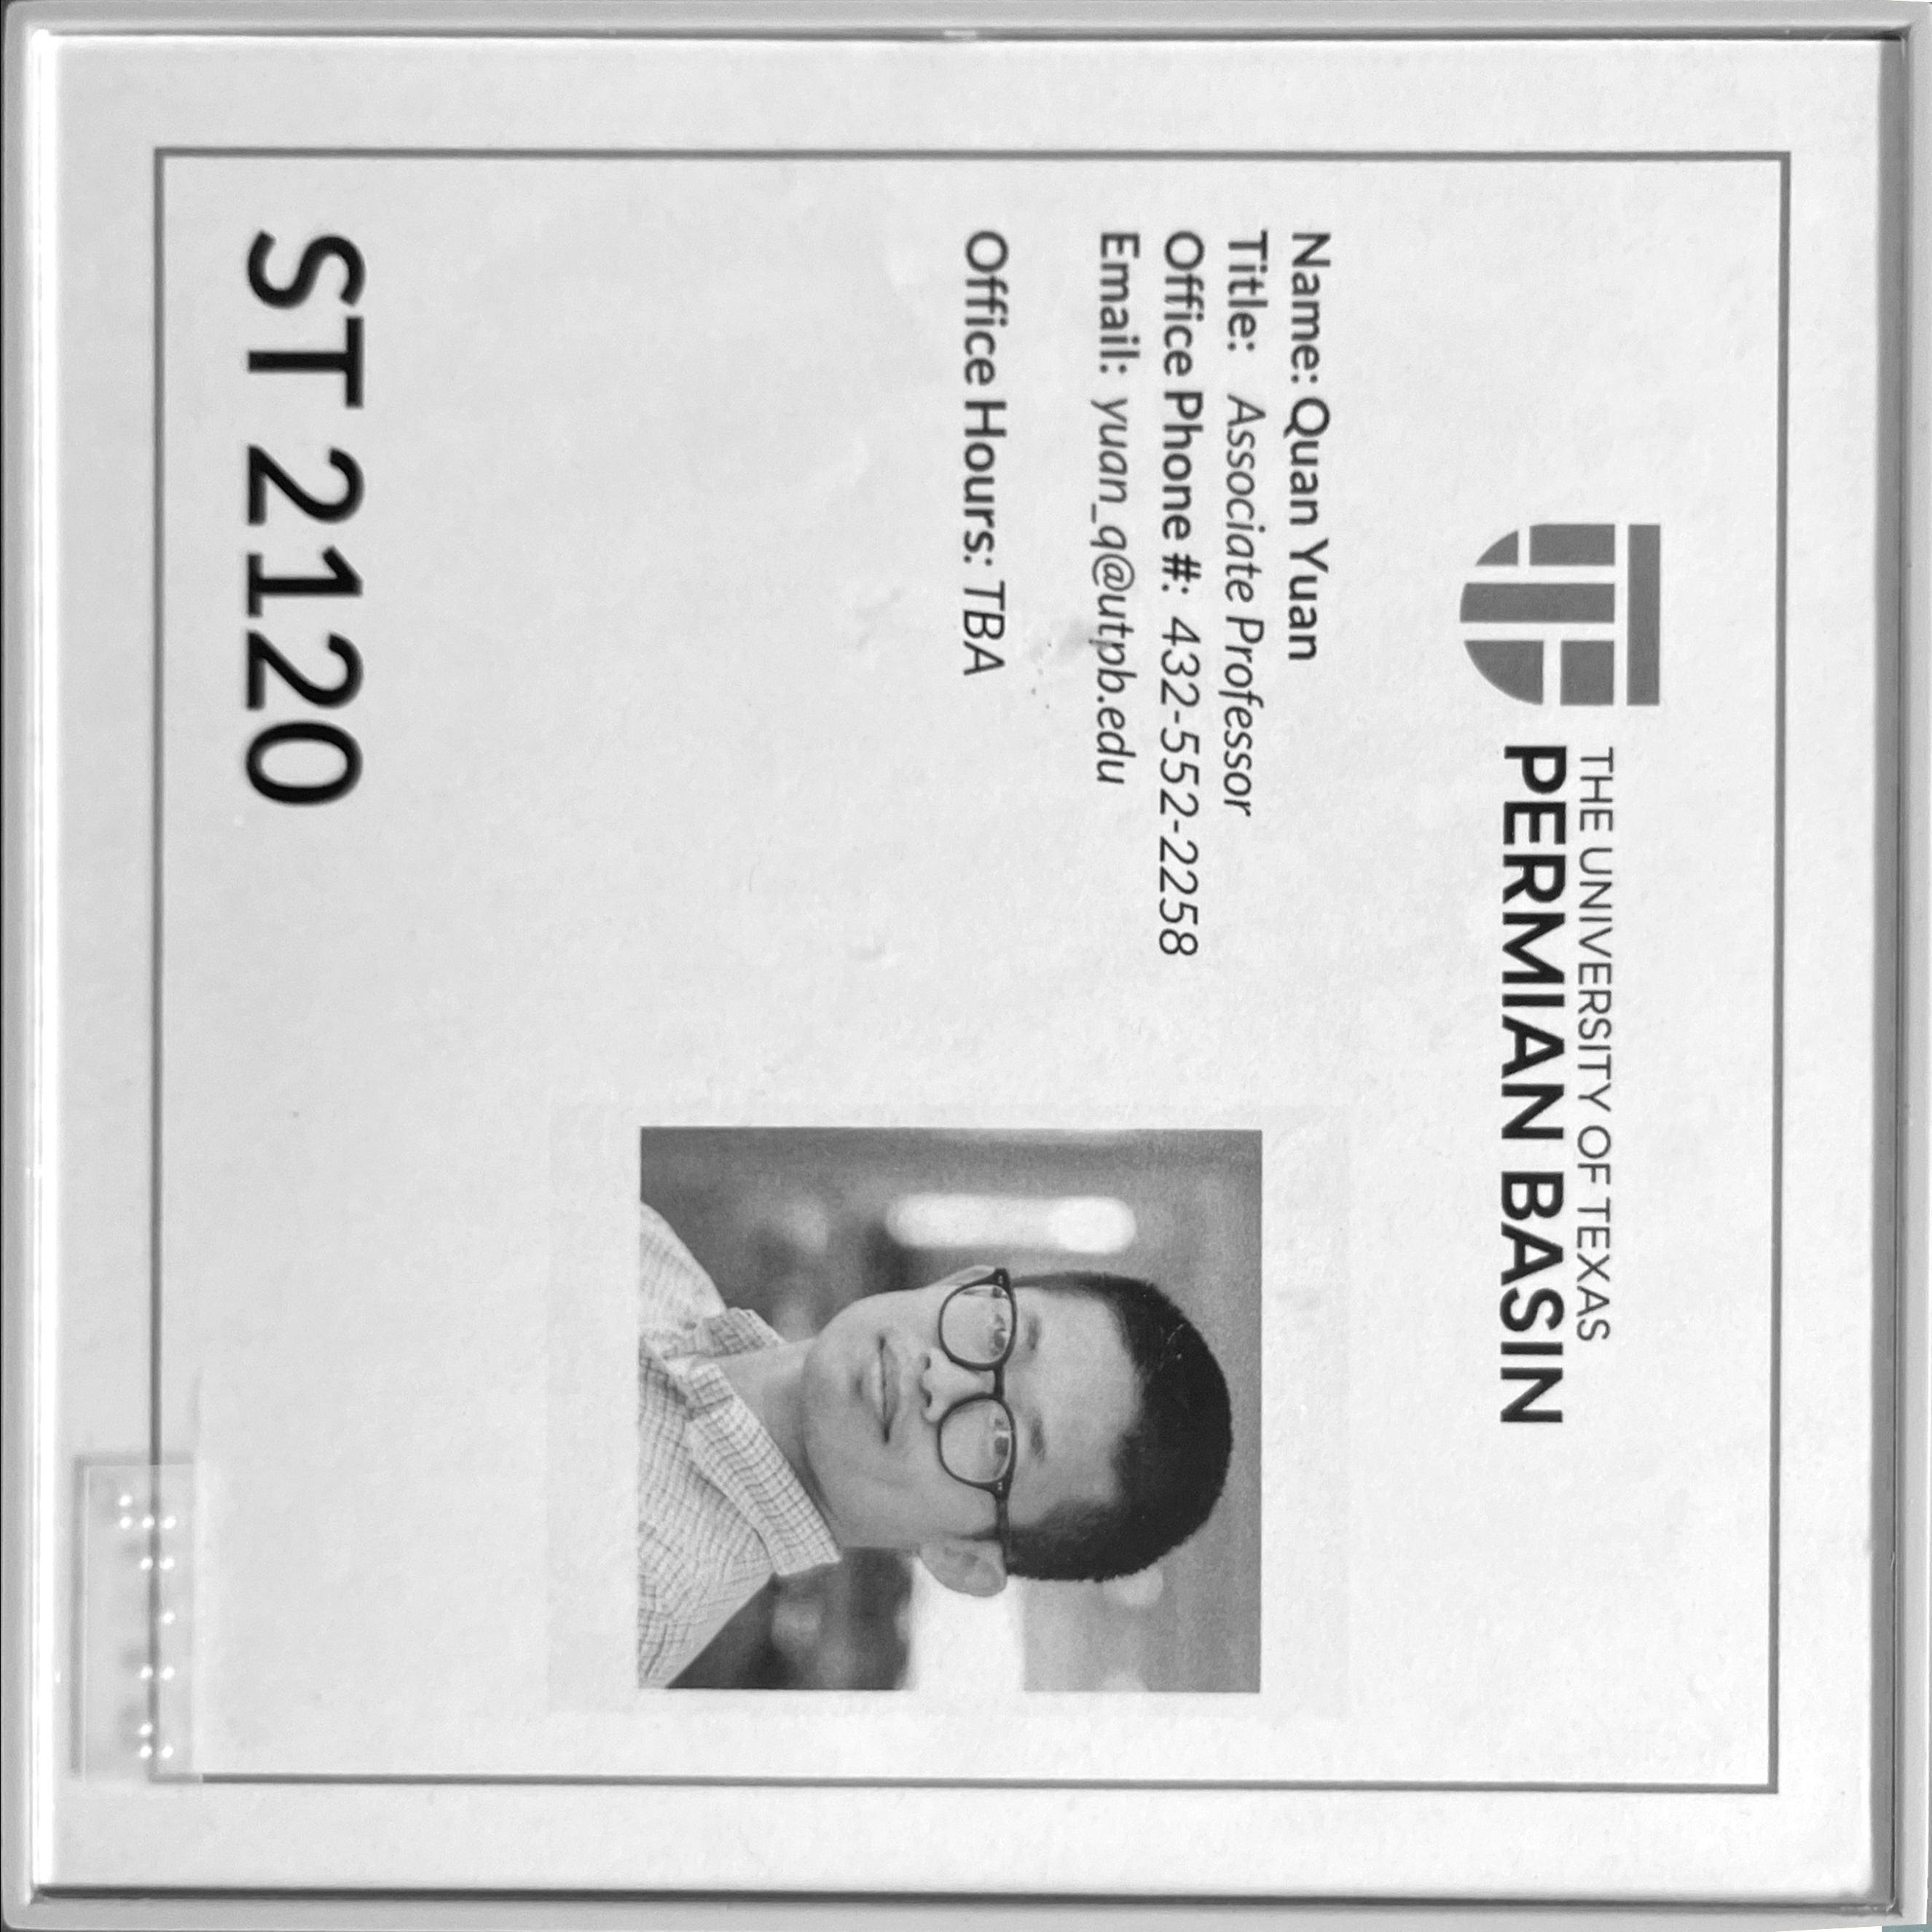 THE UNIVERSITY OF TEXAS
PERMIAN BASIN
Name: Quan Yuan
Title: Associate Professor
Office Phone #: 432-552-2258
Email: yuan_q@utpb.edu
Office Hours: TBA
ST 2120
⠼⠃⠁⠃⠚